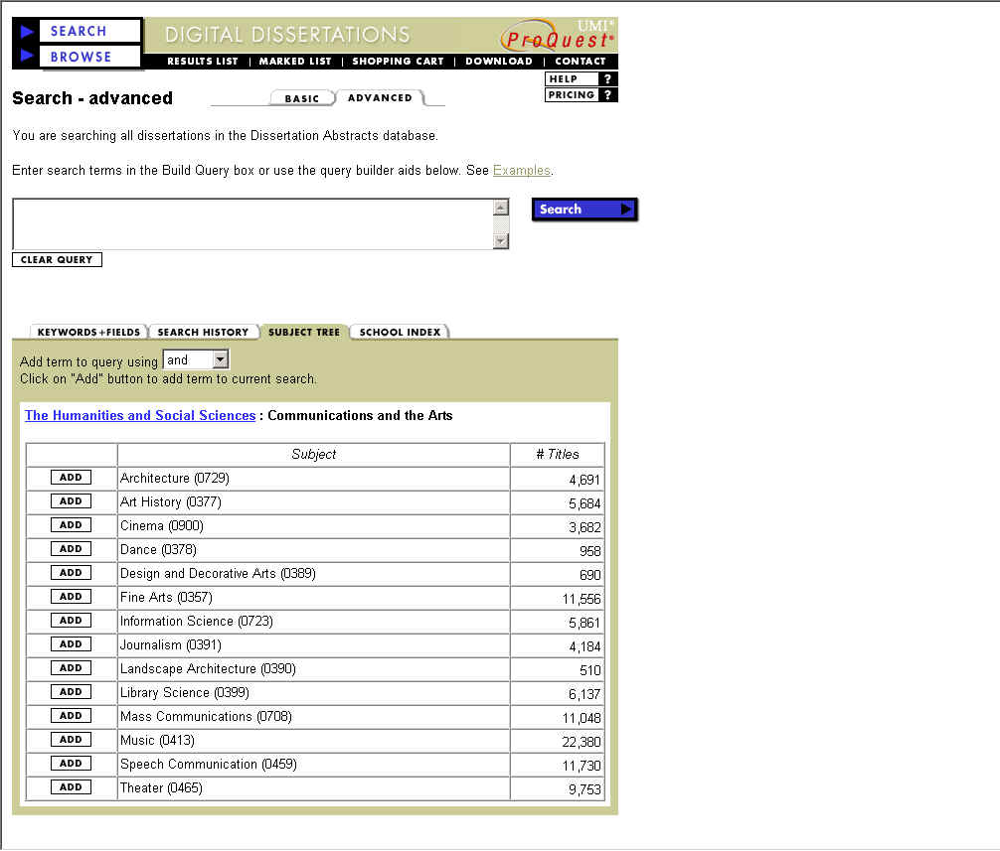 SEARCH
BROWSE
DIGITAL DISSERTATIONS
UMI®
ProQuest®
RESULTS LIST | MARKED LIST | SHOPPING CART | DOWNLOAD | CONTACT
HELP ?
PRICING ?
Search - advanced
BASIC ADVANCED
You are searching all dissertations in the Dissertation Abstracts database.
Enter search terms in the Build Query box or use the query builder aids below. See Examples.
Search
CLEAR QUERY
KEYWORDS+FIELDS SEARCH HISTORY SUBJECT TREE SCHOOL INDEX
Add term to query using and
Click on "Add" button to add term to current search.
The Humanities and Social Sciences : Communications and the Arts
Subject # Titles
ADD Architecture (0729) 4,691
ADD Art History (0377) 5,684
ADD Cinema (0900) 3,682
ADD Dance (0378) 958
ADD Design and Decorative Arts (0389) 690
ADD Fine Arts (0357) 11,556
ADD Information Science (0723) 5,861
ADD Journalism (0391) 4,184
ADD Landscape Architecture (0390) 510
ADD Library Science (0399) 6,137
ADD Mass Communications (0708) 11,048
ADD Music (0413) 22,380
ADD Speech Communication (0459) 11,730
ADD Theater (0465) 9,753